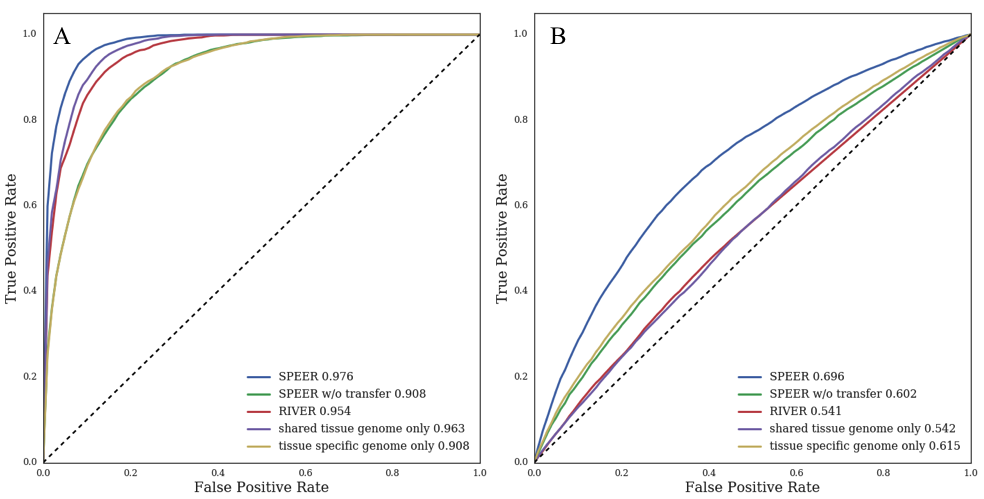 A
1.0
0.8
0.6
0.4
0.2
0.0
True Positive Rate
SPEER 0.976
SPEER w/o transfer 0.908
RIVER 0.954
shared tissue genome only 0.963
tissue specific genome only 0.908
0.0 0.2 0.4 0.6 0.8 1.0
False Positive Rate
B
1.0
0.8
0.6
0.4
0.2
0.0
True Positive Rate
SPEER 0.696
SPEER w/o transfer 0.602
RIVER 0.541
shared tissue genome only 0.542
tissue specific genome only 0.615
0.0 0.2 0.4 0.6 0.8 1.0
False Positive Rate